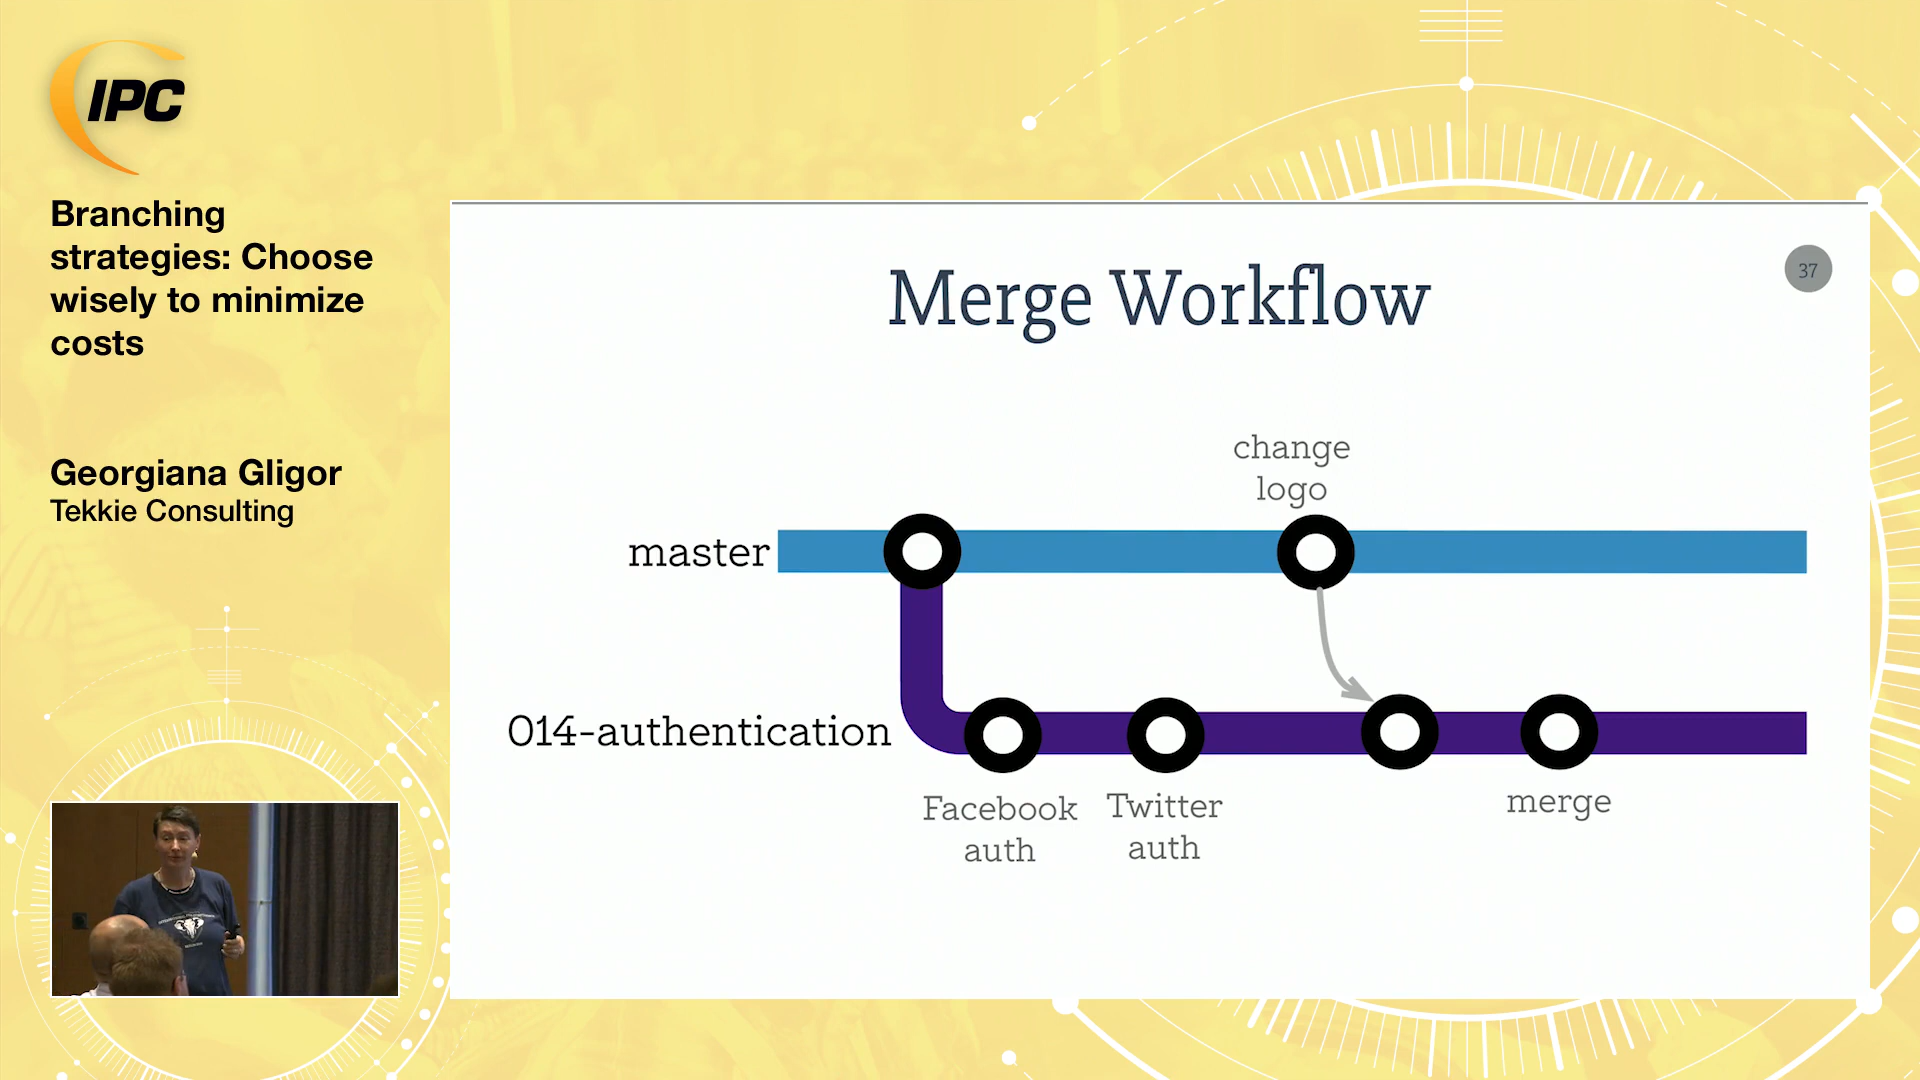 IPC
Branching
strategies: Choose
wisely to minimize
costs
Georgiana Gligor
Tekkie Consulting
Merge Workflow
37
change
logo
master
014-authentication
Facebook
auth
Twitter
auth
merge